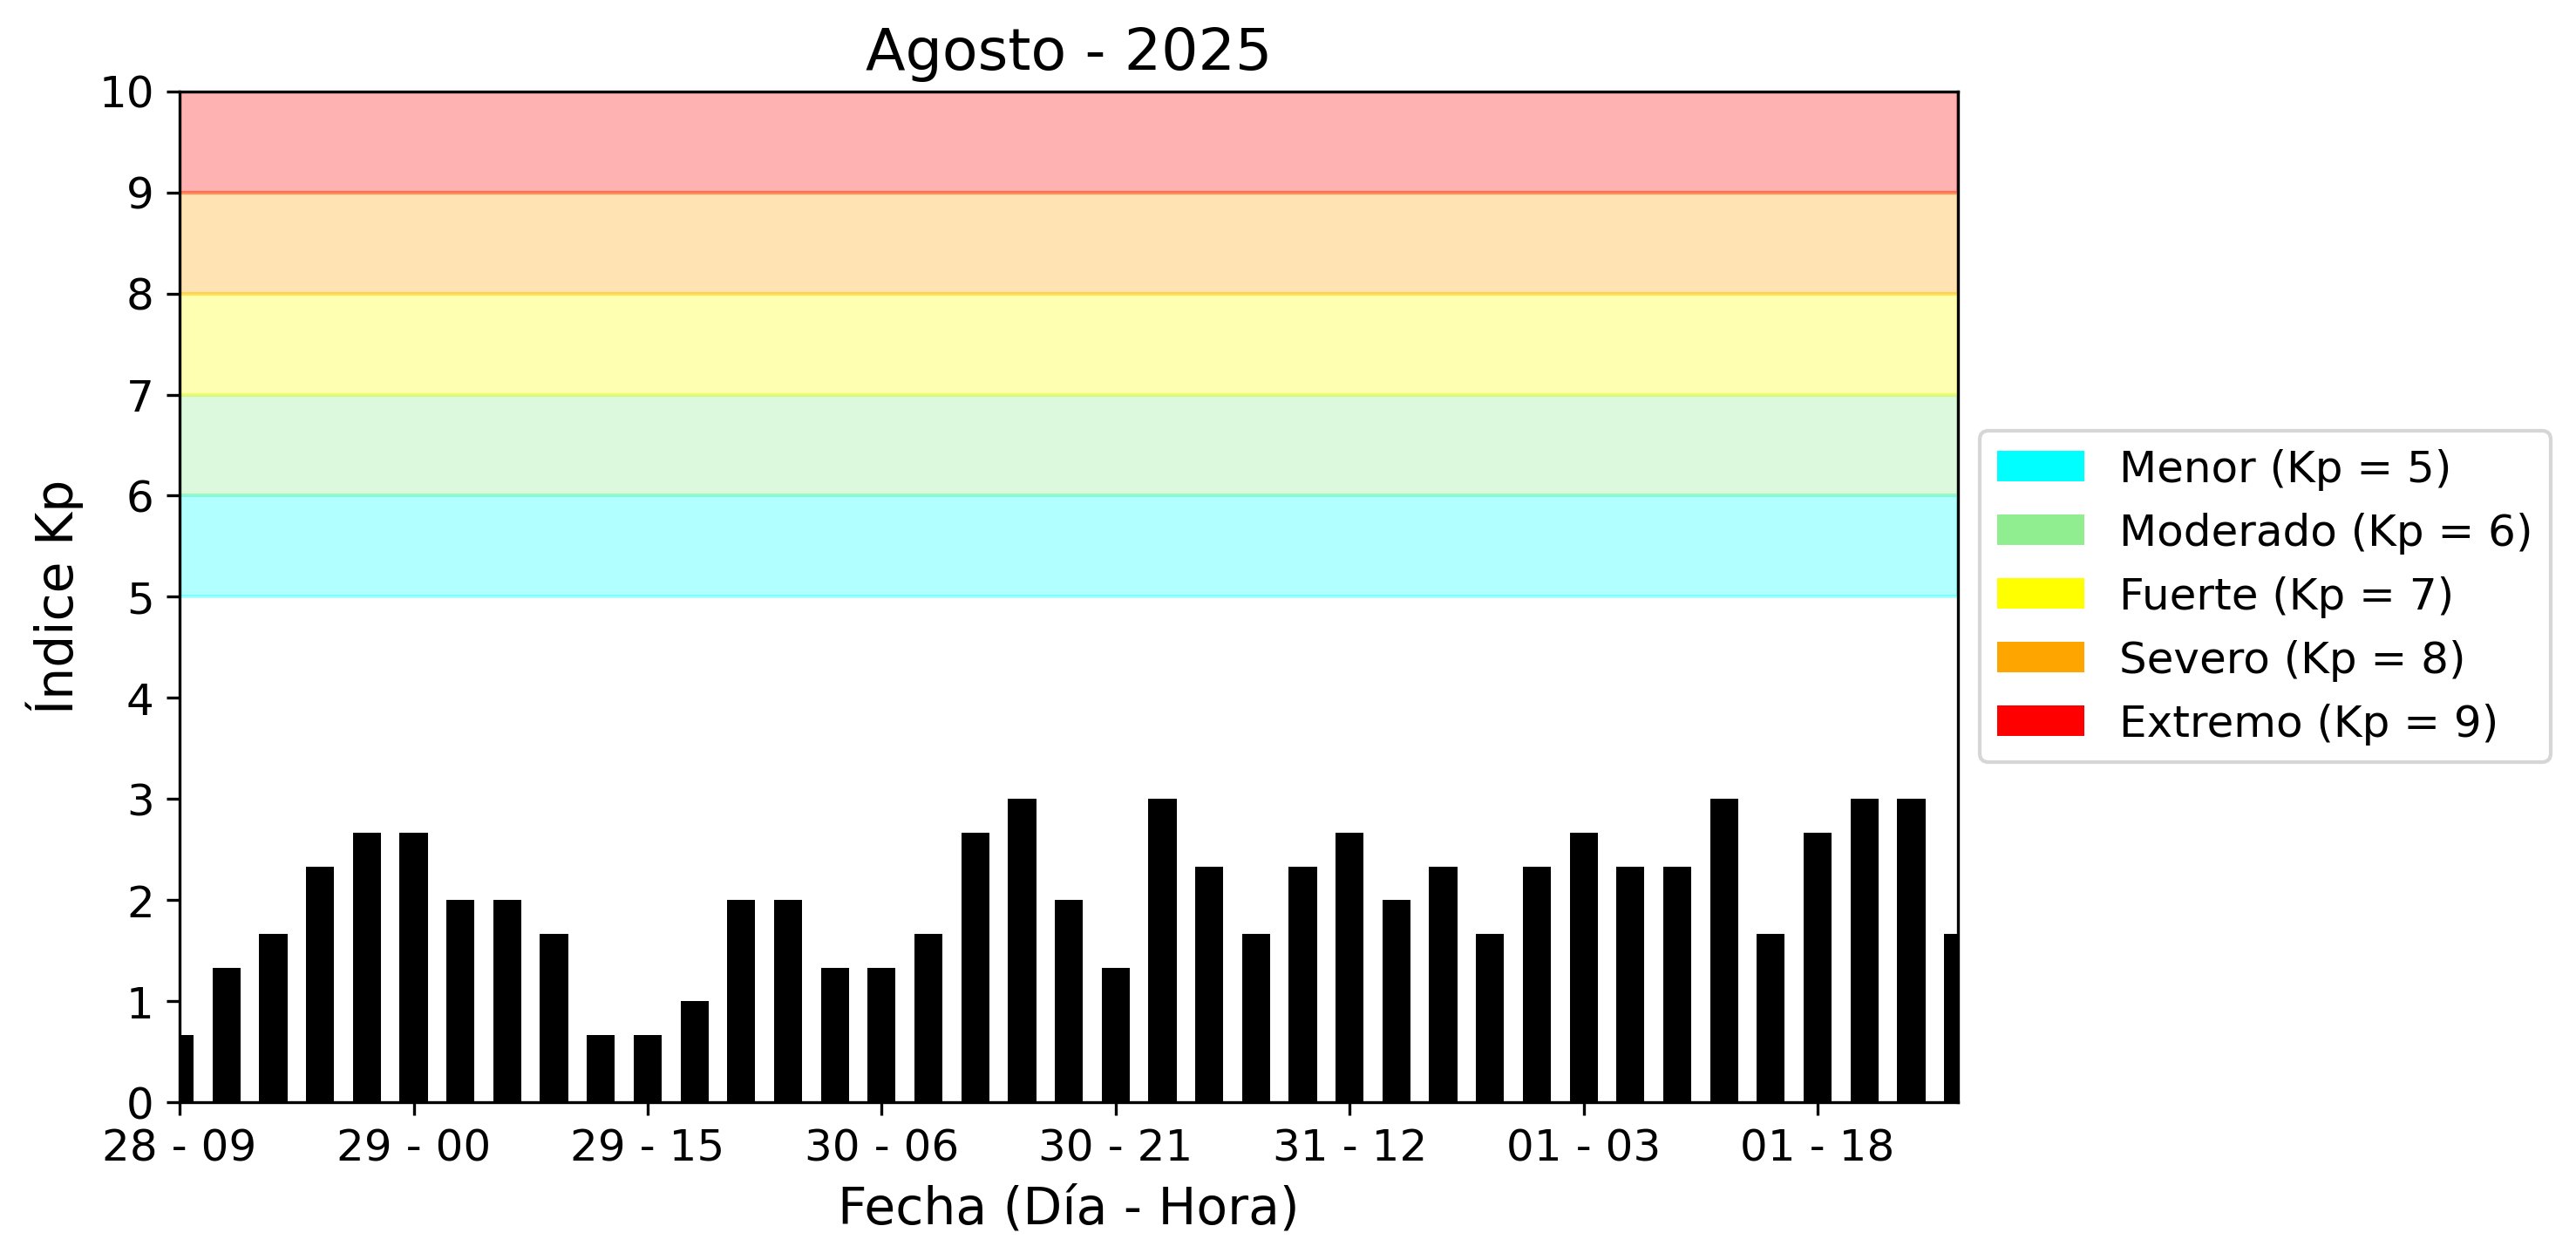 Agosto - 2025
10
9
8
7
6
5
4
3
2
1
0
Índice Kp
28 - 09
29 - 00
29 - 15
30 - 06
30 - 21
31 - 12
01 - 03
01 - 18
Fecha (Día - Hora)
Menor (Kp = 5)
Moderado (Kp = 6)
Fuerte (Kp = 7)
Severo (Kp = 8)
Extremo (Kp = 9)